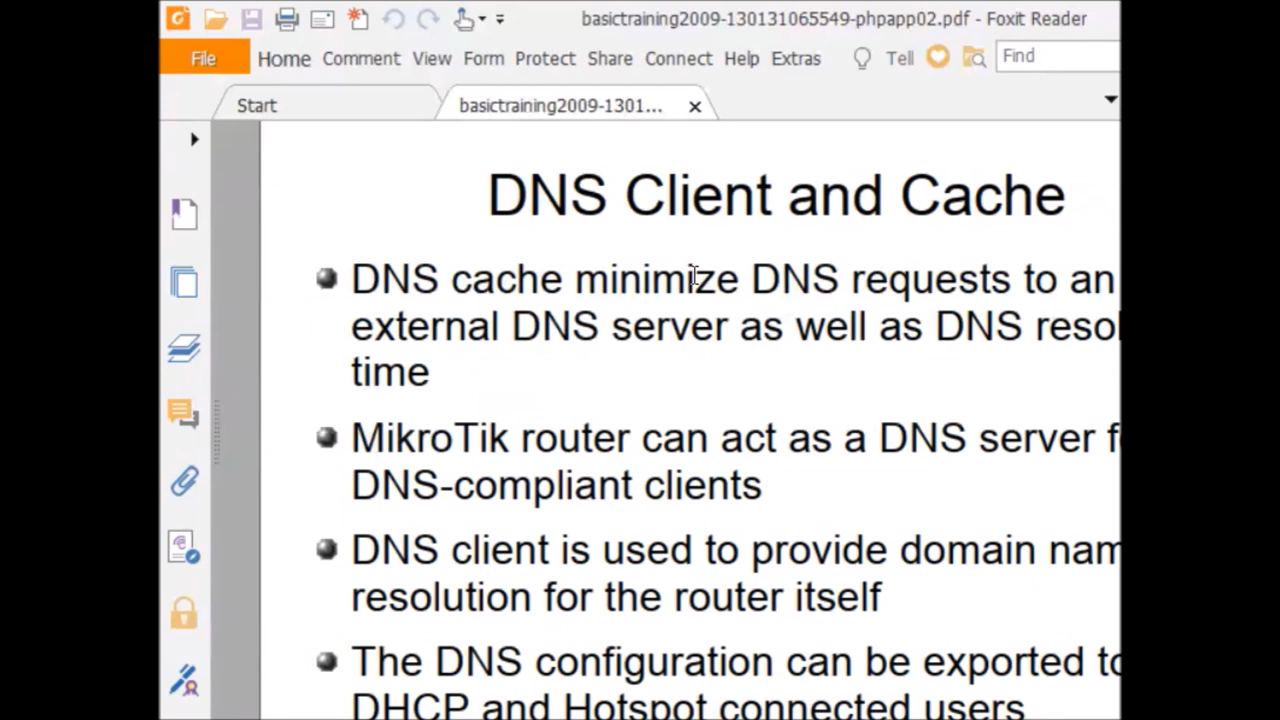 basictraining2009-130131065549-phpapp02.pdf - Foxit Reader
File Home Comment View Form Protect Share Connect Help Extras Tell Find
Start basictraining2009-1301...
DNS Client and Cache
DNS cache minimize DNS requests to an
external DNS server as well as DNS resol
time
MikroTik router can act as a DNS server f
DNS-compliant clients
DNS client is used to provide domain nam
resolution for the router itself
The DNS configuration can be exported to
DHCP and Hotspot connected users